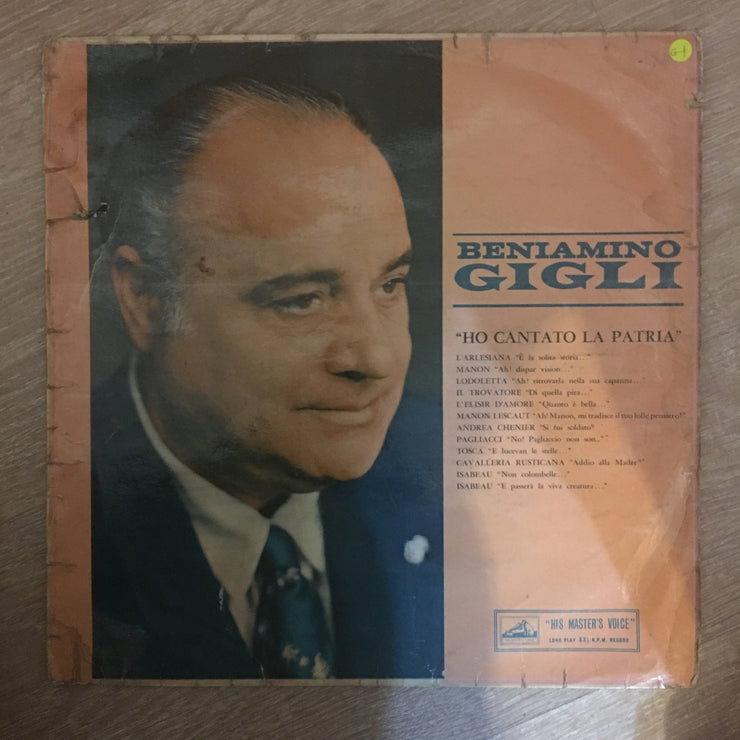 G-1
BENIAMINO
GIGLI
"HO CANTATO LA PATRIA"
L'ARLESIANA "È la solita storia..."
MANON "Ah! dispar vision..."
LODOLETTA "Ah! ritrovarla nella sua capanna..."
IL TROVATORE "Di quella pira..."
L'ELISIR D'AMORE "Quanto è bella..."
MANON LESCAUT "Ah! Manon, mi tradisce il tuo folle pensiero!"
ANDREA CHENIER "Si fui soldato"
PAGLIACCI "No! Pagliaccio non son..."
TOSCA "E lucevan le stelle..."
CAVALLERIA RUSTICANA "Addio alla Madre"
ISABEAU "Non colombelle..."
ISABEAU "E passerà la viva creatura..."
"HIS MASTER'S VOICE"
LONG PLAY 33⅓ R.P.M. RECORD